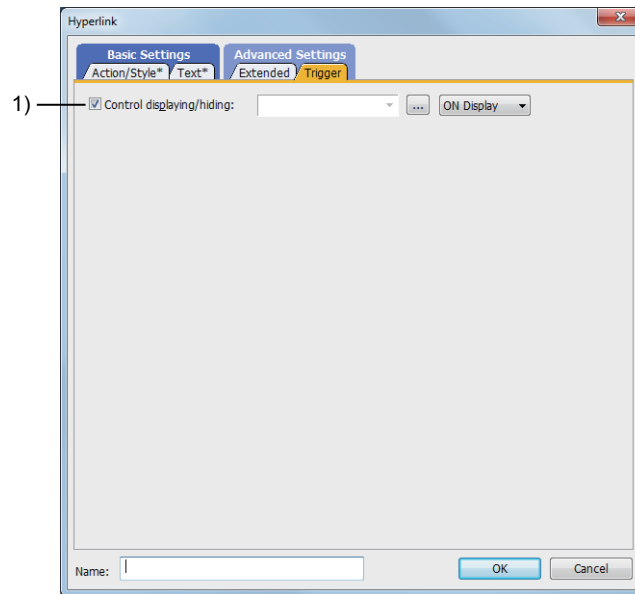 Hyperlink
Basic Settings Advanced Settings
Action/Style* Text* Extended Trigger
1) Control displaying/hiding: ... ON Display
Name: OK Cancel